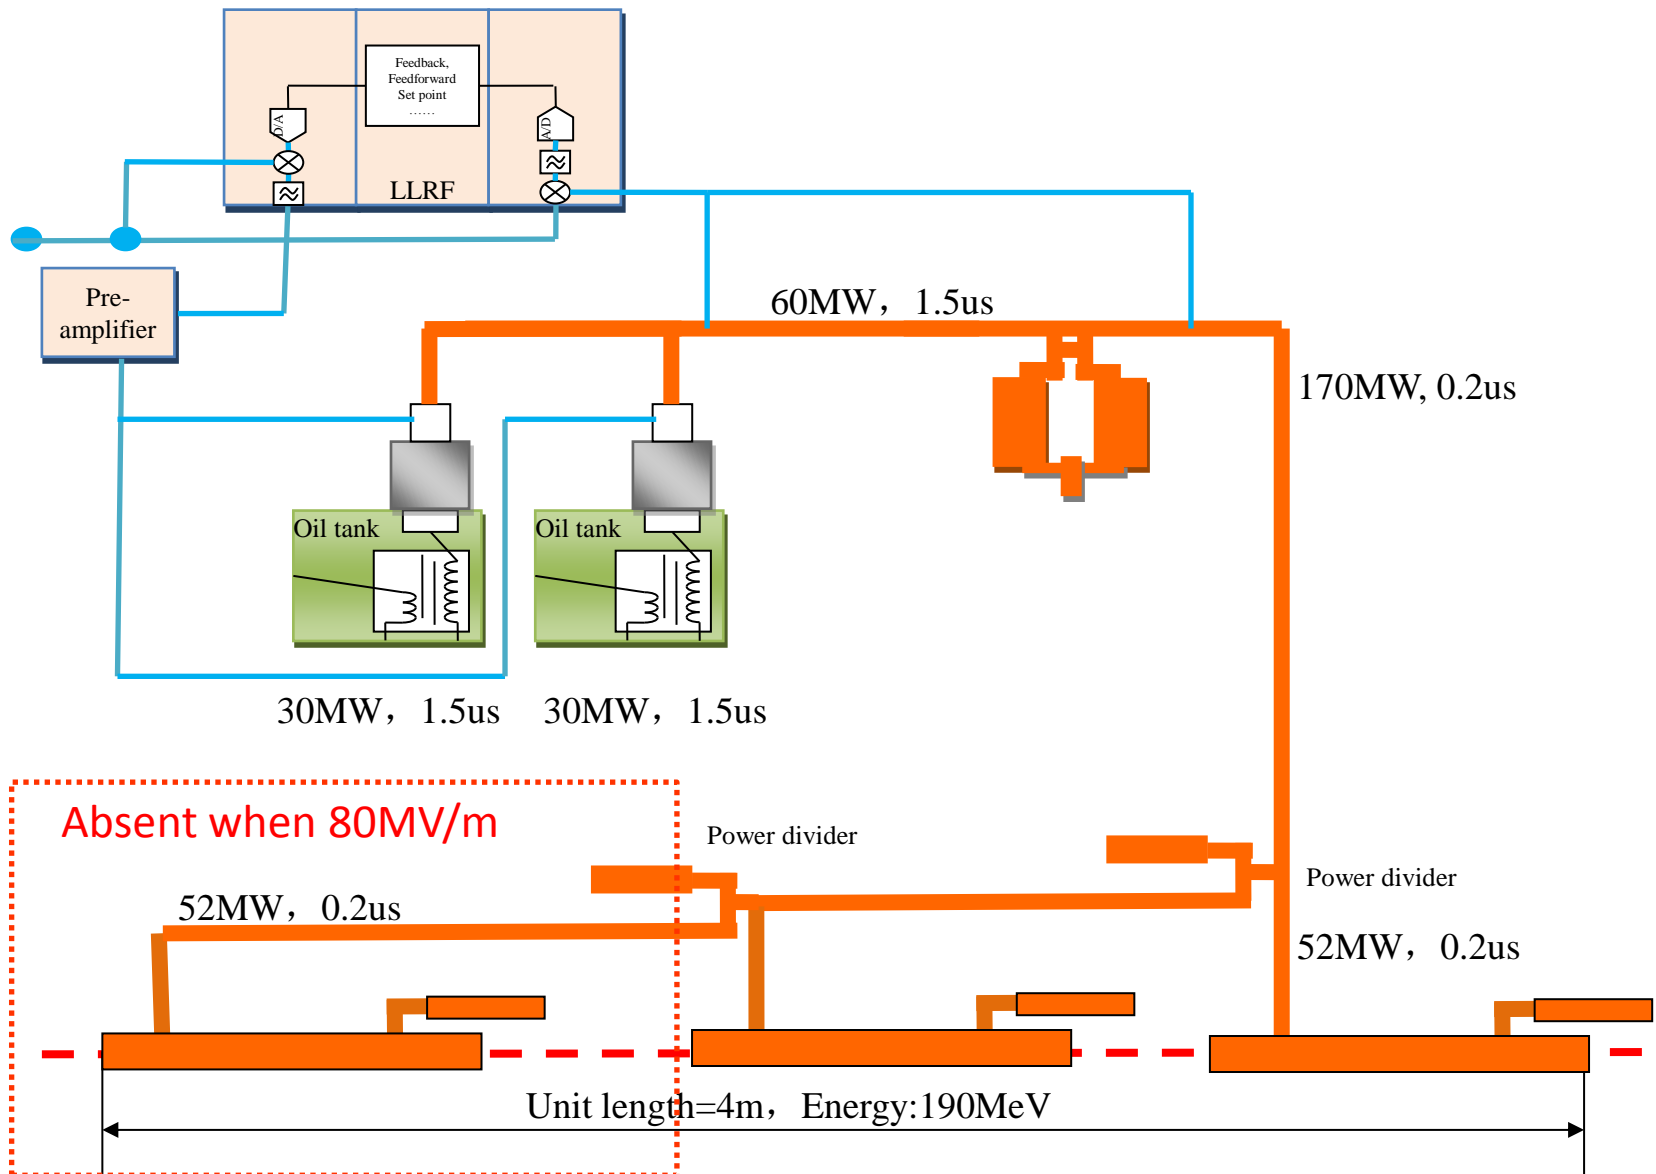 Feedback,
Feedforward
Set point
……
D/A
A/D
LLRF
Pre-
amplifier
60MW，1.5us
170MW, 0.2us
Oil tank
Oil tank
30MW，1.5us
30MW，1.5us
Absent when 80MV/m
Power divider
Power divider
52MW，0.2us
52MW，0.2us
Unit length=4m，Energy:190MeV